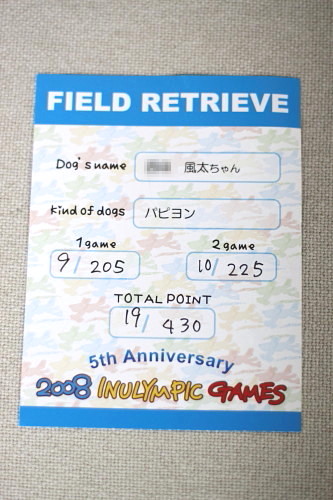 FIELD RETRIEVE
Dog's name 風太ちゃん
Kind of dogs パピヨン
1game 2game
9/205 10/225
TOTAL POINT
19/430
5th Anniversary
2008 INULYMPIC GAMES